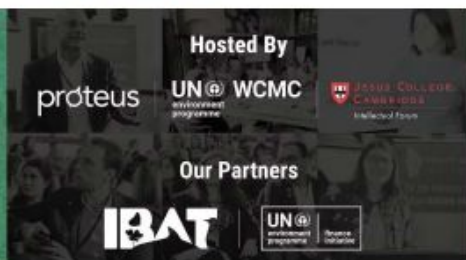 Hosted By
proteus
UN WCMC
environment
programme
JESUS COLLEGE
CAMBRIDGE
Intellectual Forum
Our Partners
IBAT
UN
environment
programme
finance
initiative